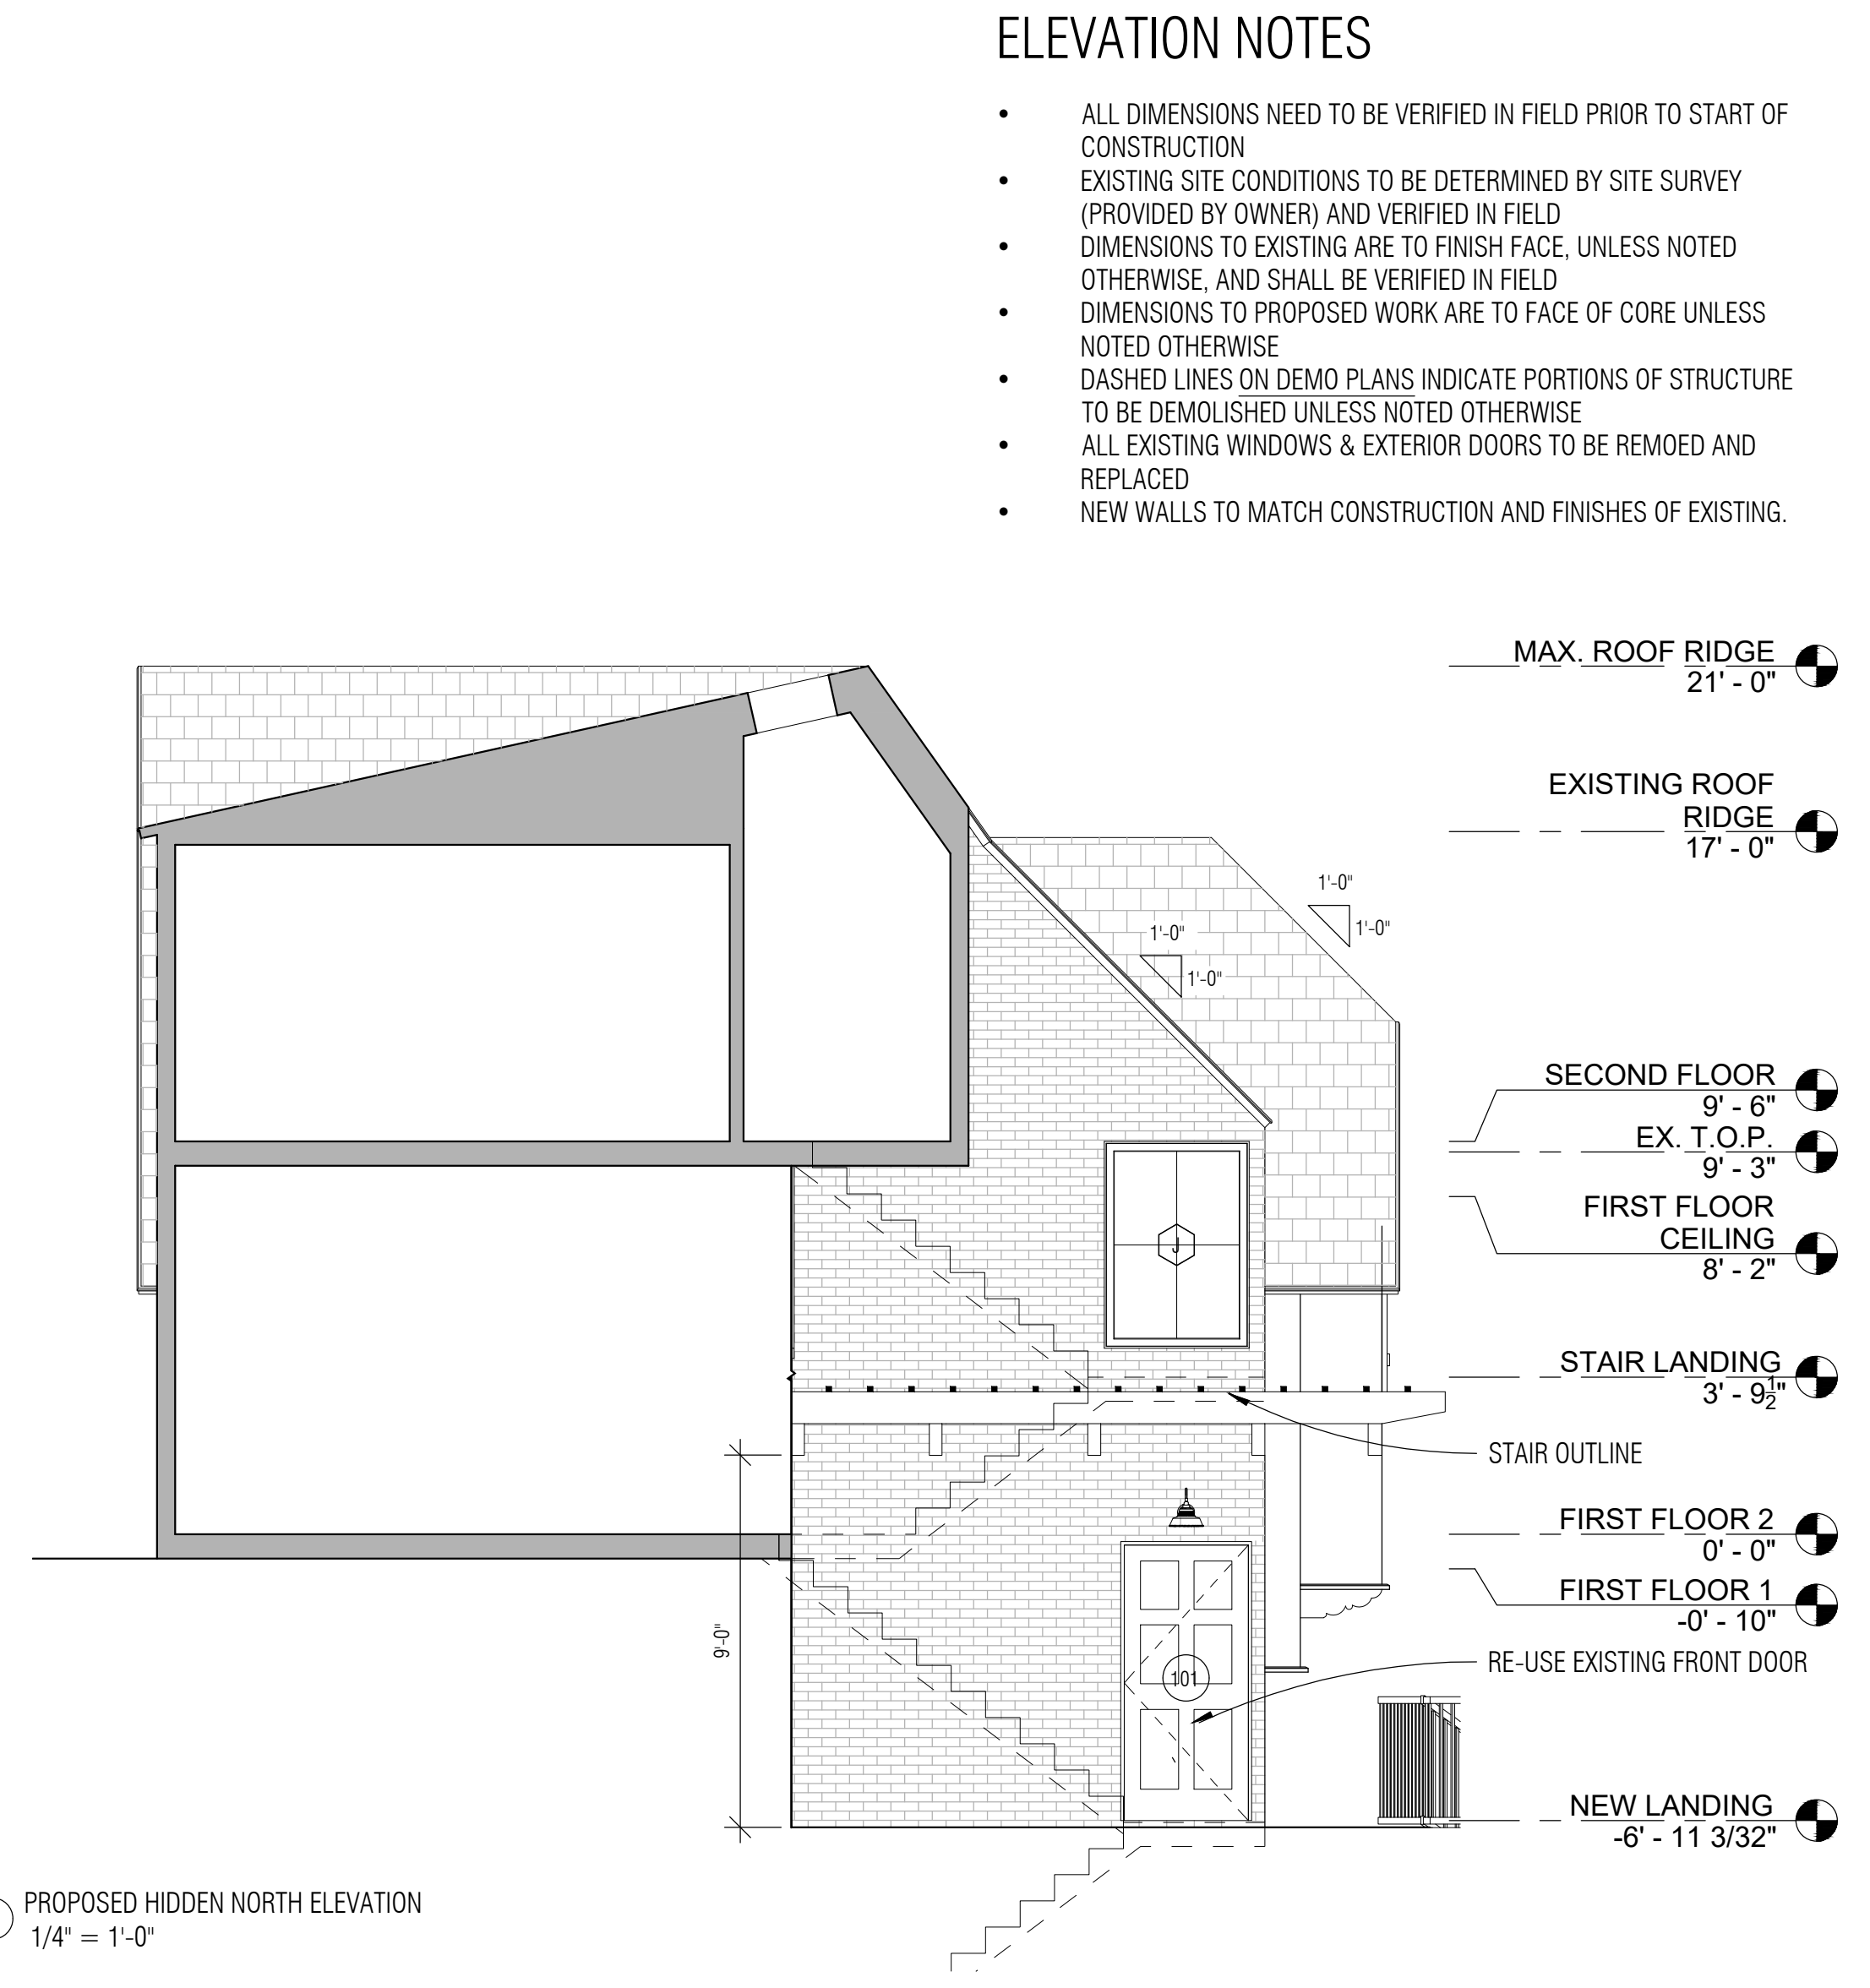 ELEVATION NOTES
• ALL DIMENSIONS NEED TO BE VERIFIED IN FIELD PRIOR TO START OF
CONSTRUCTION
• EXISTING SITE CONDITIONS TO BE DETERMINED BY SITE SURVEY
(PROVIDED BY OWNER) AND VERIFIED IN FIELD
• DIMENSIONS TO EXISTING ARE TO FINISH FACE, UNLESS NOTED
OTHERWISE, AND SHALL BE VERIFIED IN FIELD
• DIMENSIONS TO PROPOSED WORK ARE TO FACE OF CORE UNLESS
NOTED OTHERWISE
• DASHED LINES ON DEMO PLANS INDICATE PORTIONS OF STRUCTURE
TO BE DEMOLISHED UNLESS NOTED OTHERWISE
• ALL EXISTING WINDOWS & EXTERIOR DOORS TO BE REMOED AND
REPLACED
• NEW WALLS TO MATCH CONSTRUCTION AND FINISHES OF EXISTING.
MAX. ROOF RIDGE
21' - 0"
EXISTING ROOF
RIDGE
17' - 0"
1'-0"
1'-0"
1'-0"
1'-0"
SECOND FLOOR
9' - 6"
EX. T.O.P.
9' - 3"
FIRST FLOOR
CEILING
8' - 2"
J
STAIR LANDING
3' - 9½"
STAIR OUTLINE
FIRST FLOOR 2
0' - 0"
FIRST FLOOR 1
-0' - 10"
9'-0"
RE-USE EXISTING FRONT DOOR
101
NEW LANDING
-6' - 11 3/32"
PROPOSED HIDDEN NORTH ELEVATION
1/4" = 1'-0"